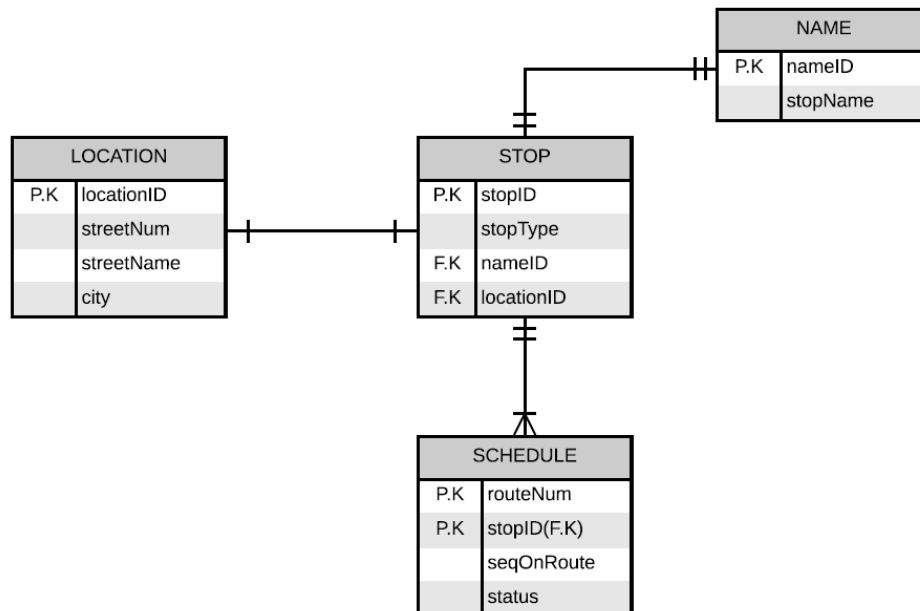 NAME
P.K nameID
stopName
LOCATION
P.K locationID
streetNum
streetName
city
STOP
P.K stopID
stopType
F.K nameID
F.K locationID
SCHEDULE
P.K routeNum
P.K stopID(F.K)
seqOnRoute
status